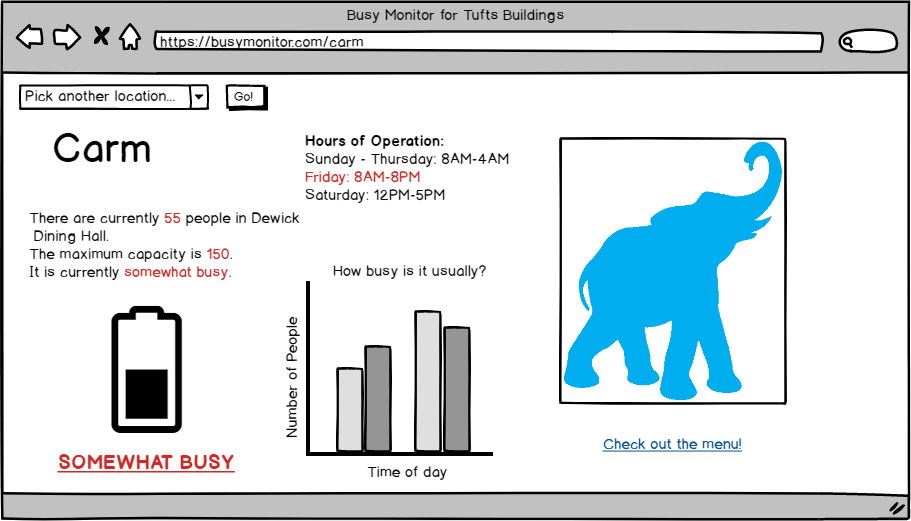 Busy Monitor for Tufts Buildings
https://busymonitor.com/carm
Pick another location...
Go!
Carm
Hours of Operation:
Sunday - Thursday: 8AM-4AM
Friday: 8AM-8PM
Saturday: 12PM-5PM
There are currently 55 people in Dewick
Dining Hall.
The maximum capacity is 150.
It is currently somewhat busy.
SOMEWHAT BUSY
How busy is it usually?
Number of People
Time of day
Check out the menu!